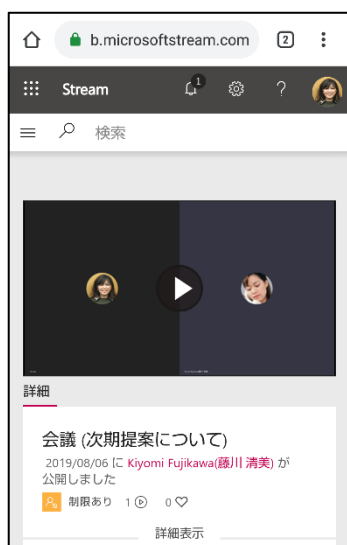 b.microsoftstream.com 2
Stream 1 ?
検索
詳細
会議 (次期提案について)
2019/08/06 に Kiyomi Fujikawa(藤川 清美) が
公開しました
制限あり 1 0
詳細表示